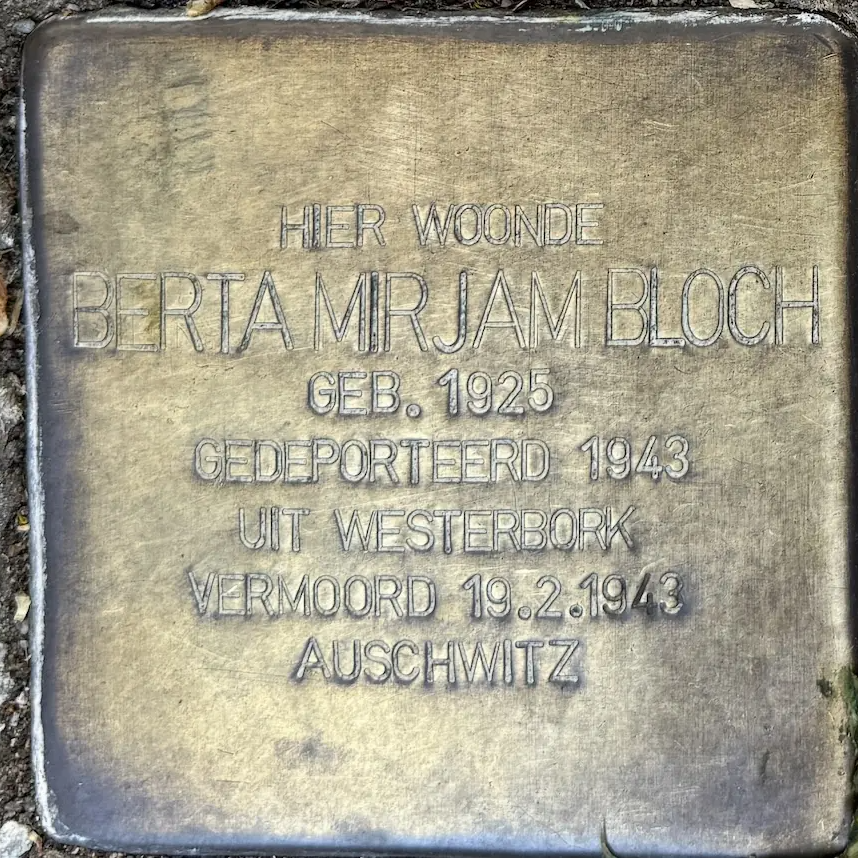 HIER WOONDE
BERTA MIRJAM BLOCH
GEB. 1925
GEDEPORTEERD 1943
UIT WESTERBORK
VERMOORD 19.2.1943
AUSCHWITZ